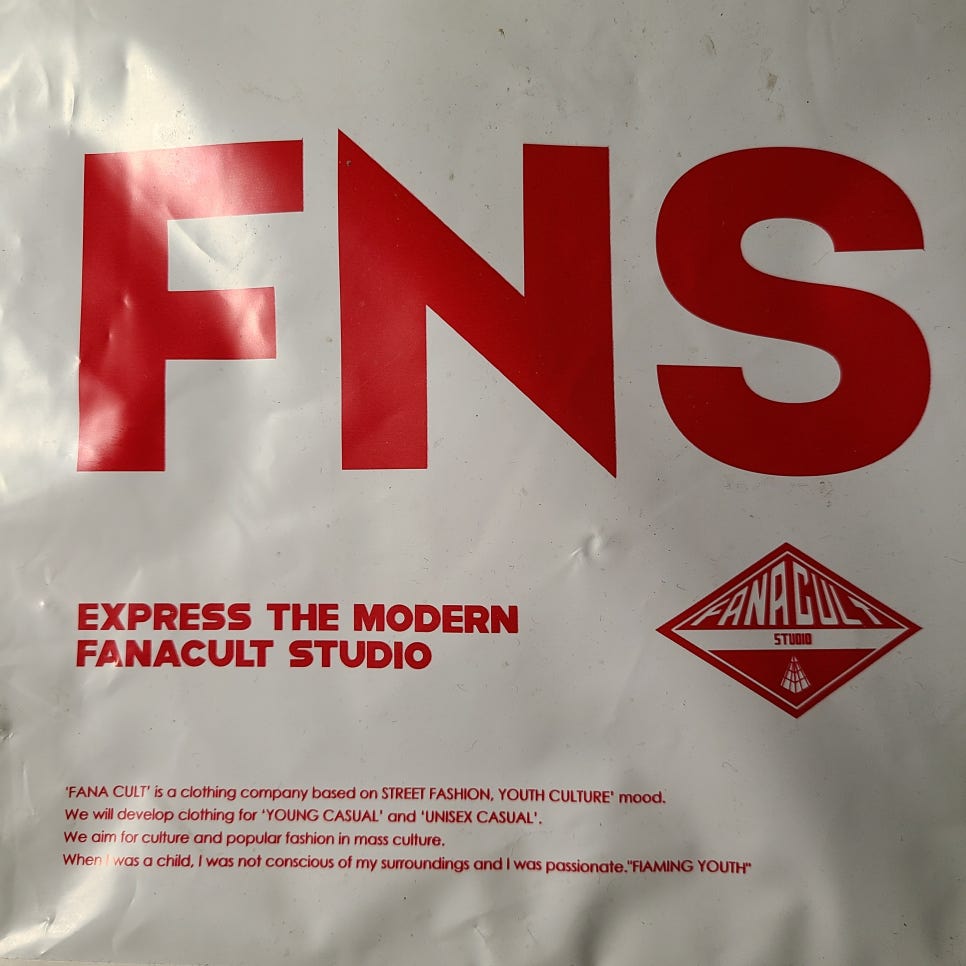 FNS
EXPRESS THE MODERN
FANACULT STUDIO
FANACULT
STUDIO
'FANA CULT' is a clothing company based on STREET FASHION, YOUTH CULTURE' mood.
We will develop clothing for 'YOUNG CASUAL' and 'UNISEX CASUAL'.
We aim for culture and popular fashion in mass culture.
When I was a child, I was not conscious of my surroundings and I was passionate."FIAMING YOUTH"